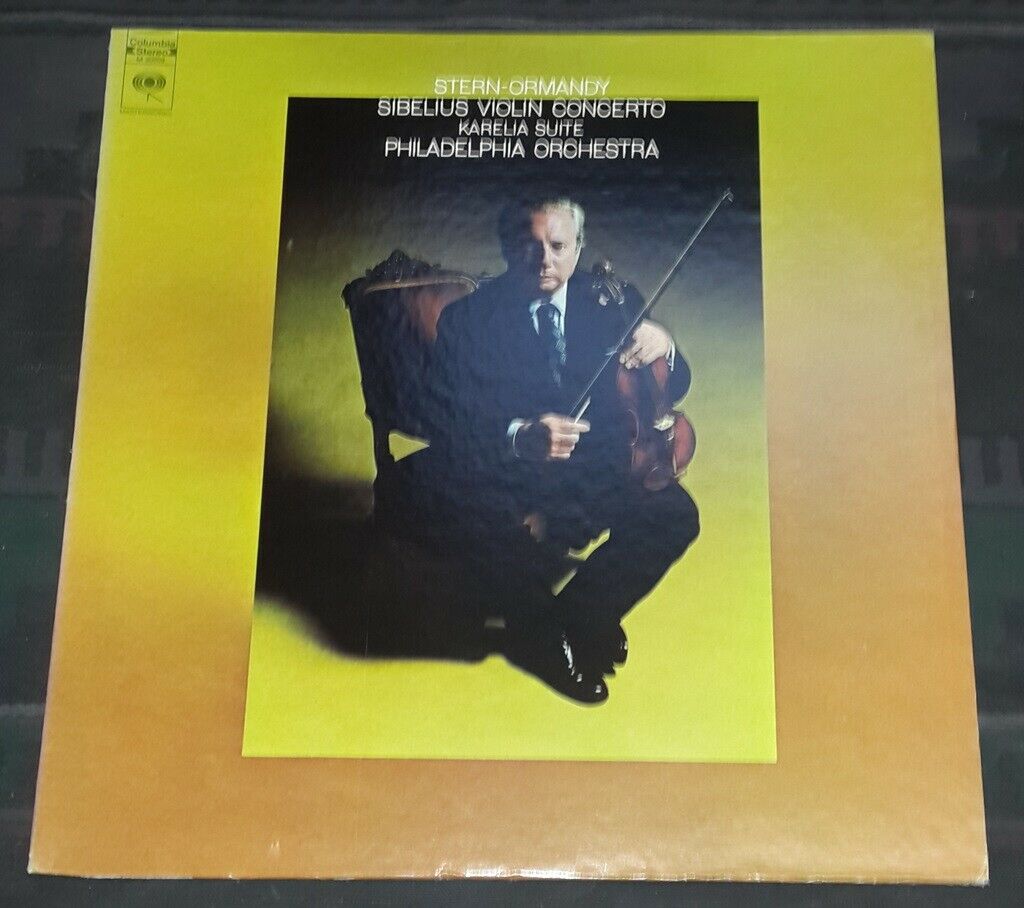 Columbia
Stereo
STERN-ORMANDY
SIBELIUS VIOLIN CONCERTO
KARELIA SUITE
PHILADELPHIA ORCHESTRA